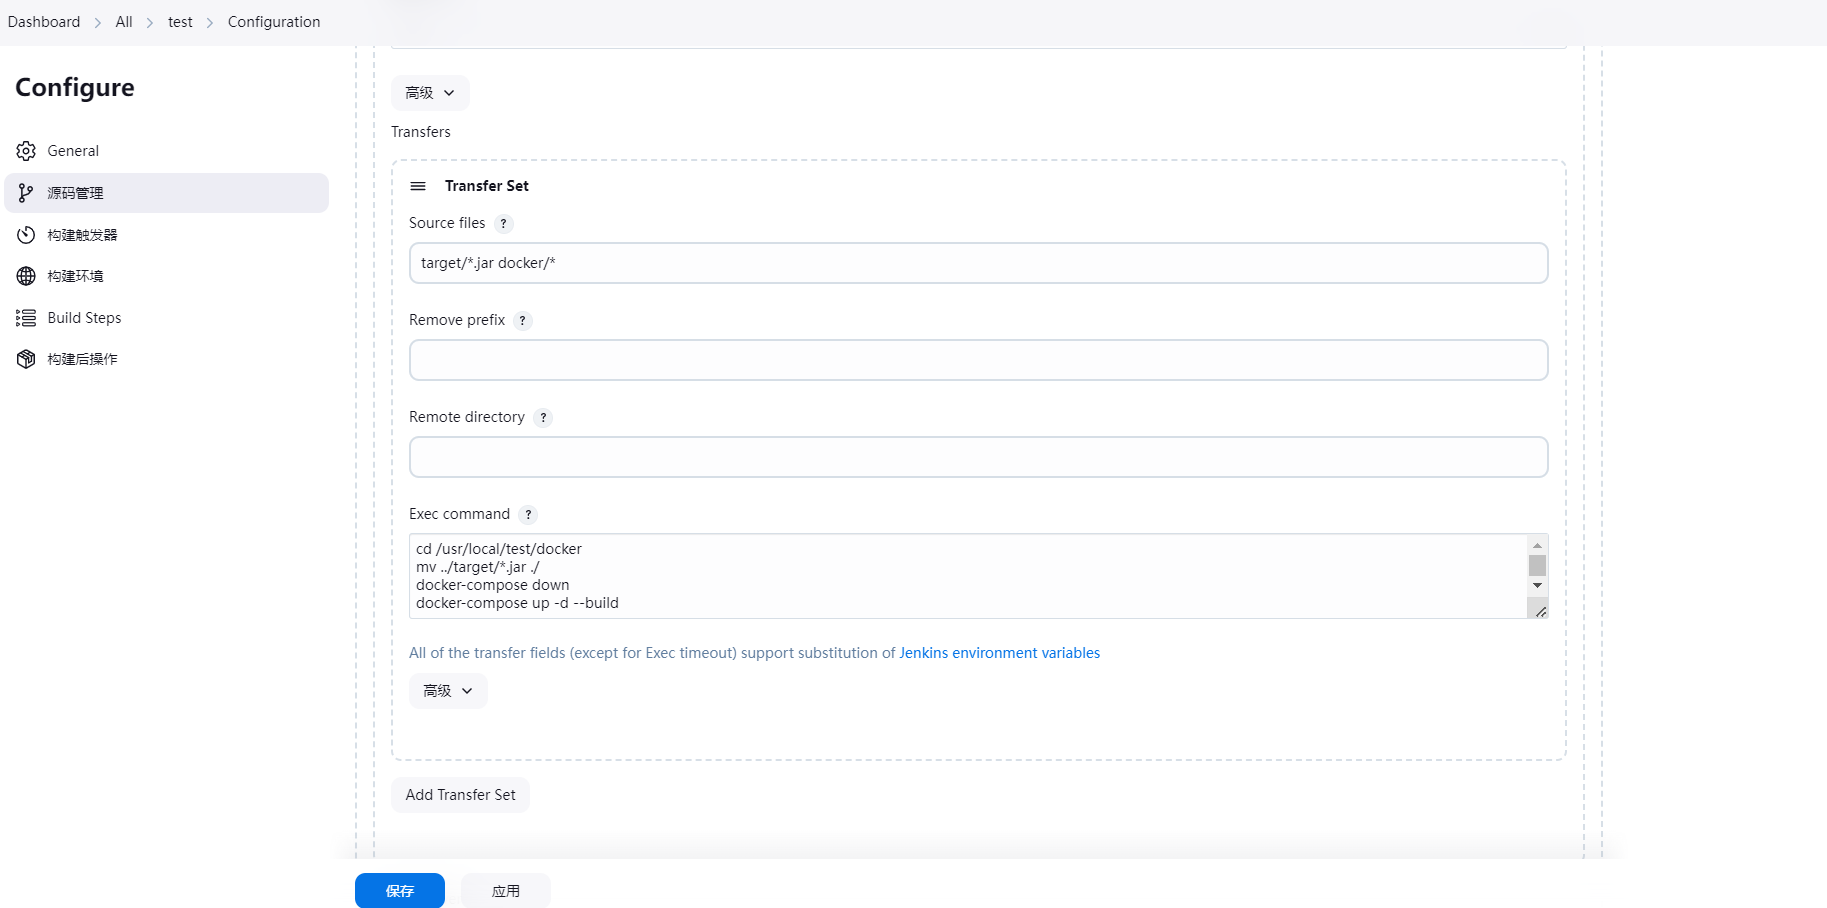 Dashboard > All > test > Configuration
Configure
General
源码管理
构建触发器
构建环境
Build Steps
构建后操作
高级
Transfers
Transfer Set
Source files ?
target/*.jar docker/*
Remove prefix ?
Remote directory ?
Exec command ?
cd /usr/local/test/docker
mv ../target/*.jar ./
docker-compose down
docker-compose up -d --build
All of the transfer fields (except for Exec timeout) support substitution of Jenkins environment variables
高级
Add Transfer Set
保存 应用